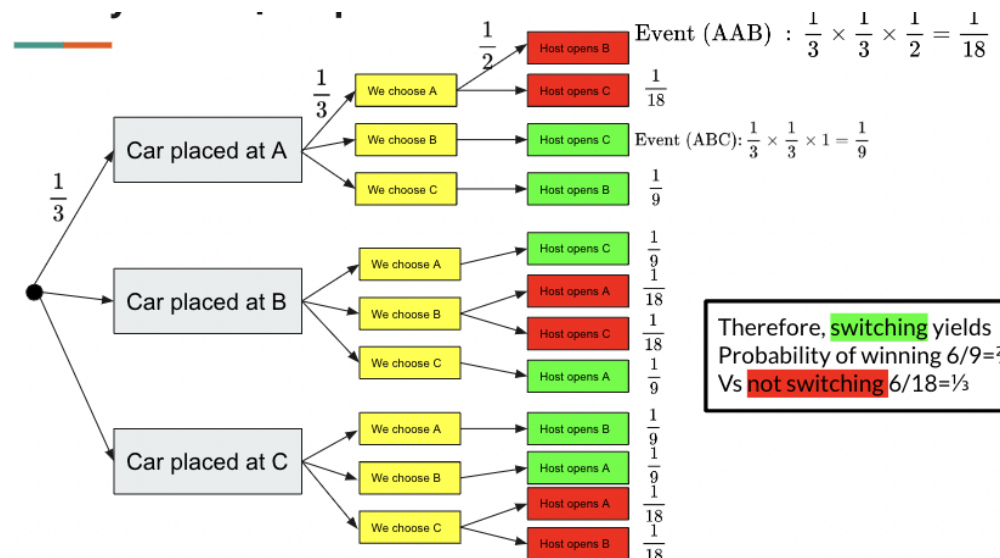 1/2
Host opens B
Event (AAB) : 1/3 × 1/3 × 1/2 = 1/18
1/3
We choose A
Host opens C
1/18
Car placed at A
We choose B
Host opens C
Event (ABC): 1/3 × 1/3 × 1 = 1/9
We choose C
Host opens B
1/9
1/3
Host opens C
1/9
We choose A
Host opens A
1/18
Car placed at B
We choose B
Host opens C
1/18
We choose C
Host opens A
1/9
Therefore, switching yields
Probability of winning 6/9=
Vs not switching 6/18=⅓
We choose A
Host opens B
1/9
Car placed at C
We choose B
Host opens A
1/9
Host opens A
1/18
We choose C
Host opens B
1/18